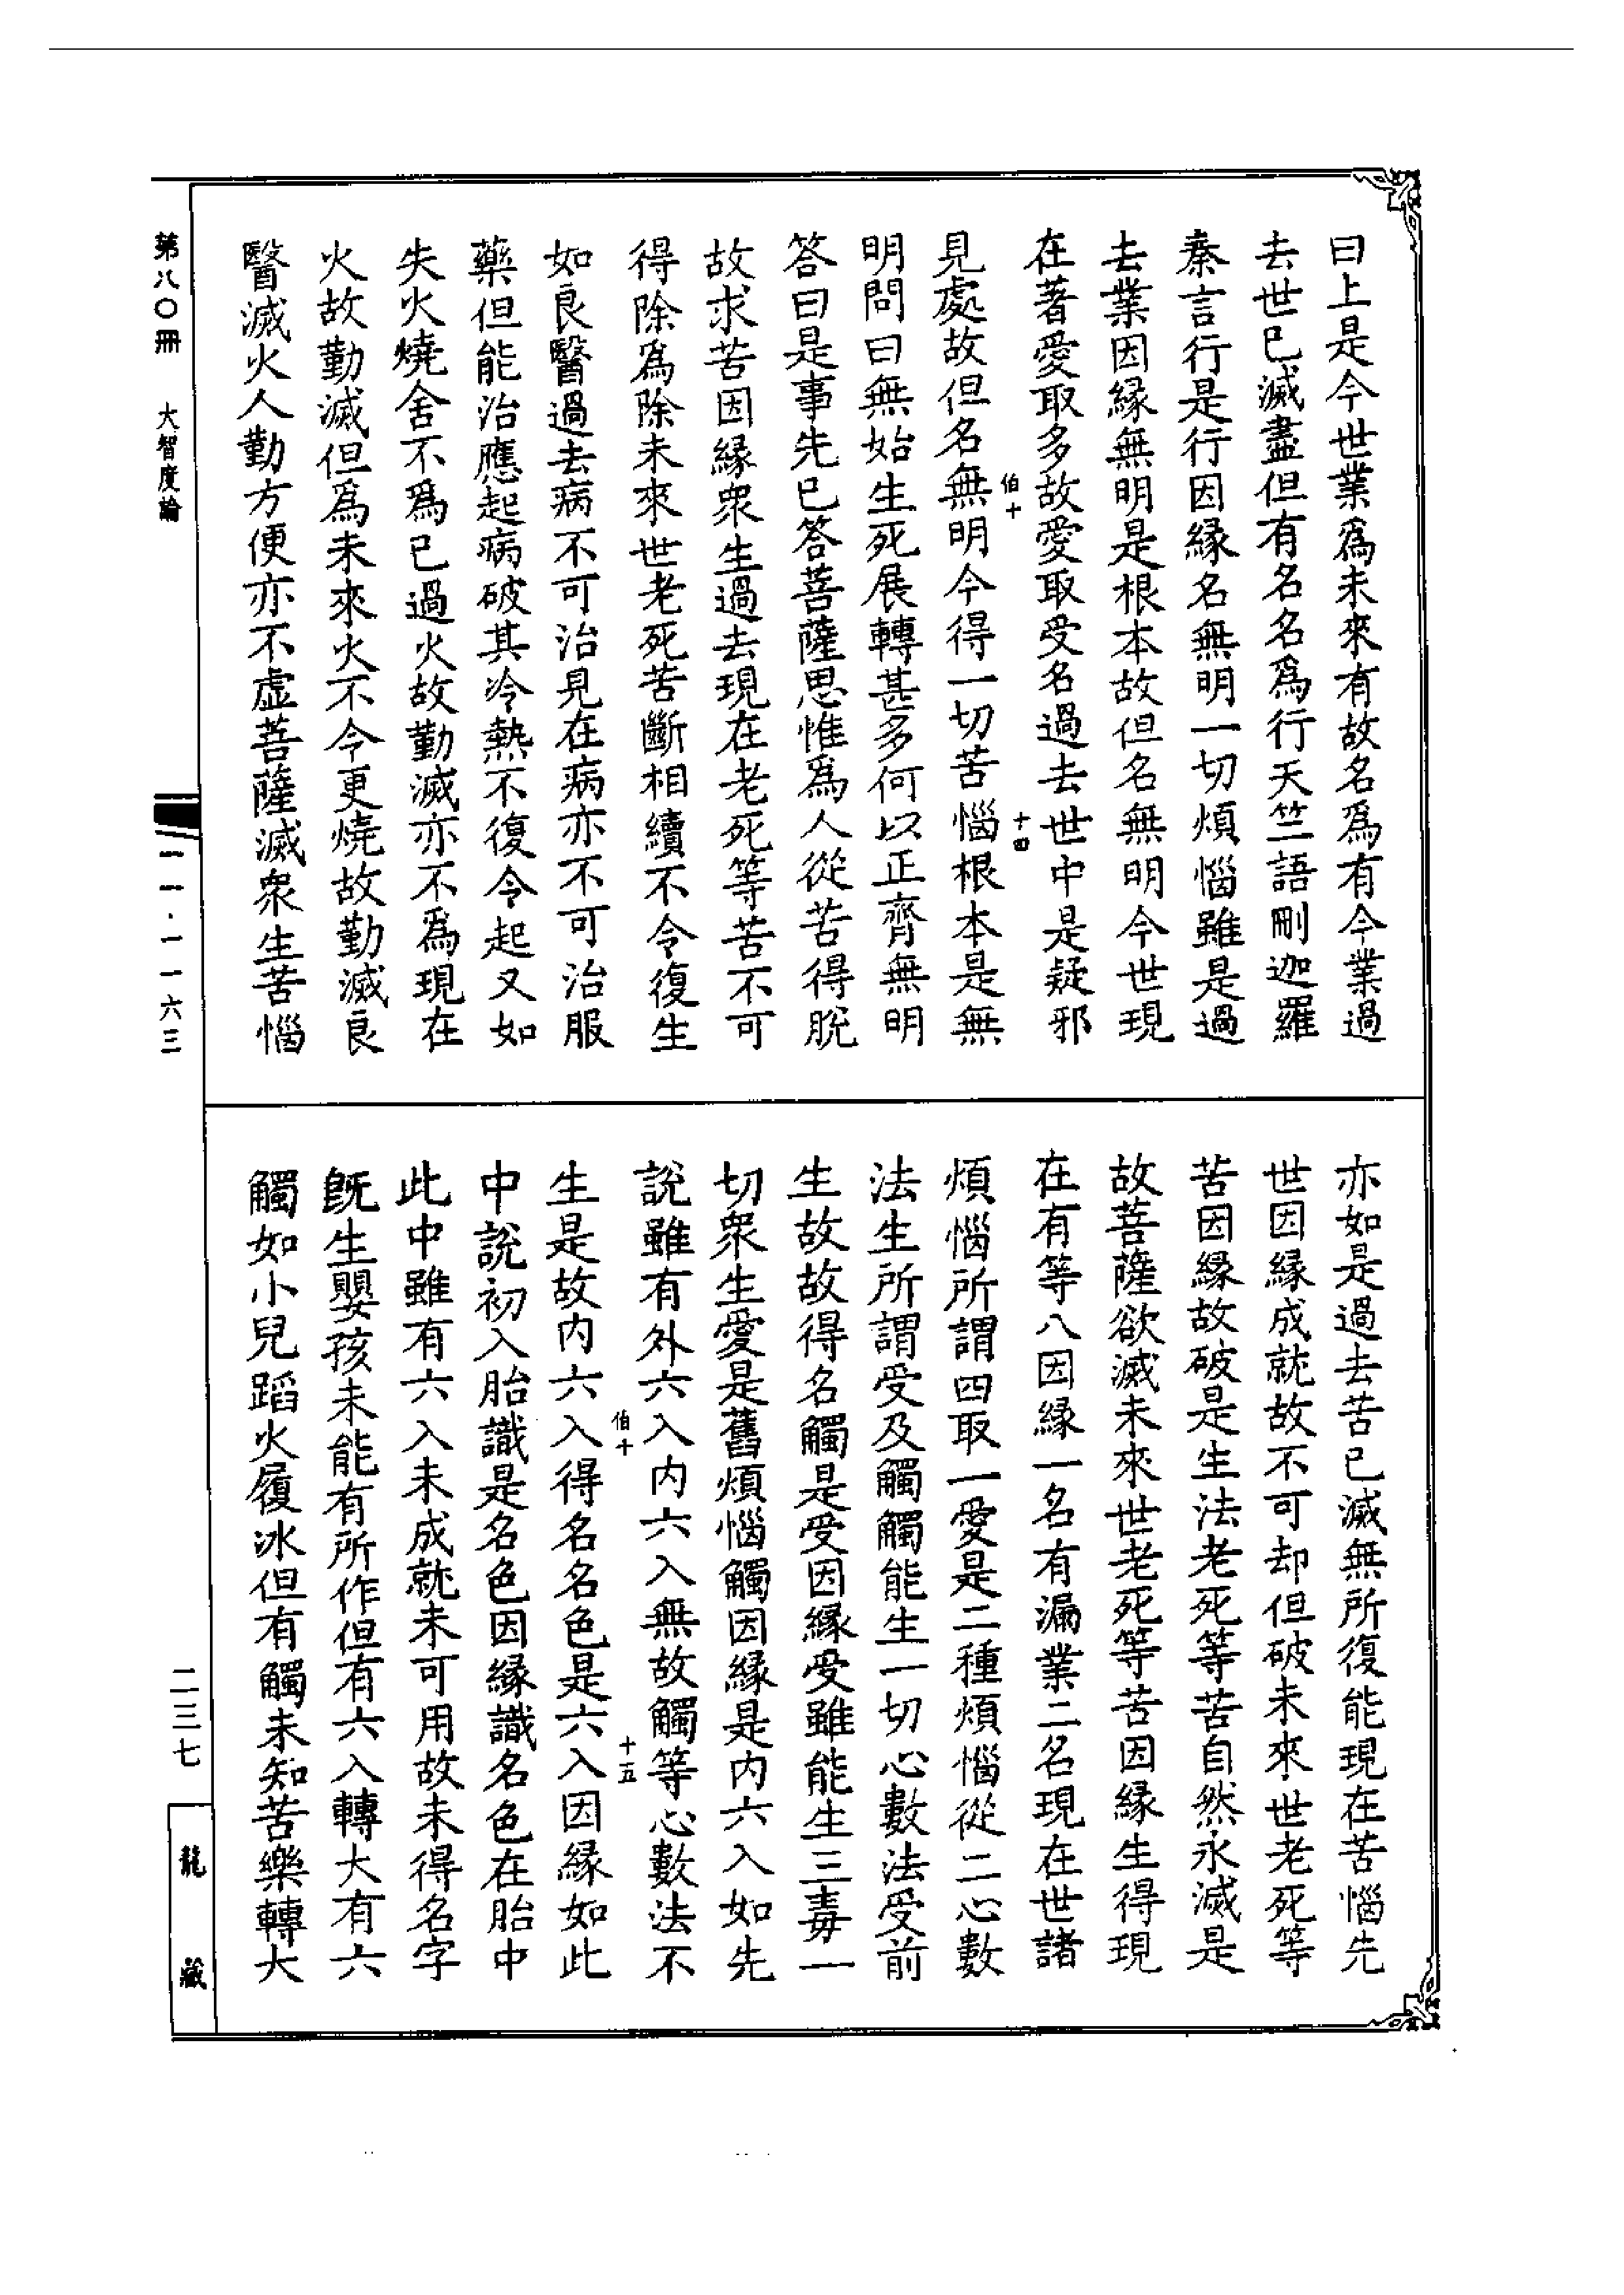 曰上是今世業爲未來有故名爲有今業過
去世已滅盡但有名名爲行天竺語刪迦羅
秦言行是行因緣名無明一切煩惱雖是過
去業因緣無明是根本故但名無明今世現
在著愛取多故愛取受名過去世中是疑邪
伯十
十四
見處故但名無明今得一切苦惱根本是無
明問曰無始生死展轉甚多何以正齊無明
答曰是事先已答菩薩思惟爲人從苦得脫
故求苦因緣衆生過去現在老死等苦不可
得除爲除未來世老死苦斷相續不令復生
如良醫過去病不可治見在病亦不可治服
藥但能治應起病破其冷熱不復令起又如
失火燒舍不爲已過火故勤滅亦不爲現在
火故勤滅但爲未來火不令更燒故勤滅良
醫滅火人勤方便亦不虛菩薩滅衆生苦惱
亦如是過去苦已滅無所復能現在苦惱先
世因緣成就故不可却但破未來世老死等
苦因緣故破是生法老死等苦自然永滅是
故菩薩欲滅未來世老死等苦因緣生得現
在有等八因緣一名有漏業二名現在世諸
煩惱所謂四取一愛是二種煩惱從二心數
法生所謂受及觸觸能生一切心數法受前
生故故得名觸是受因緣受雖能生三毒一
切衆生愛是舊煩惱觸因緣是内六入如先
說雖有外六入内六入無故觸等心數法不
伯十
十五
生是故内六入得名名色是六入因緣如此
中說初入胎識是名色因緣識名色在胎中
此中雖有六入未成就未可用故未得名字
旣生嬰孩未能有所作但有六入轉大有六
觸如小兒蹈火履冰但有觸未知苦樂轉大
第八〇冊 大智度論
一一·一一六三
二三七
龍藏